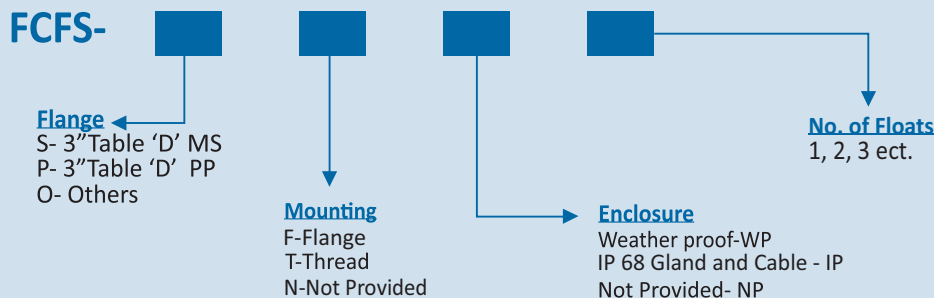 FCFS-
Flange
S- 3”Table ‘D’ MS
P- 3”Table ‘D’ PP
O- Others
Mounting
F-Flange
T-Thread
N-Not Provided
Enclosure
Weather proof-WP
IP 68 Gland and Cable - IP
Not Provided- NP
No. of Floats
1, 2, 3 ect.